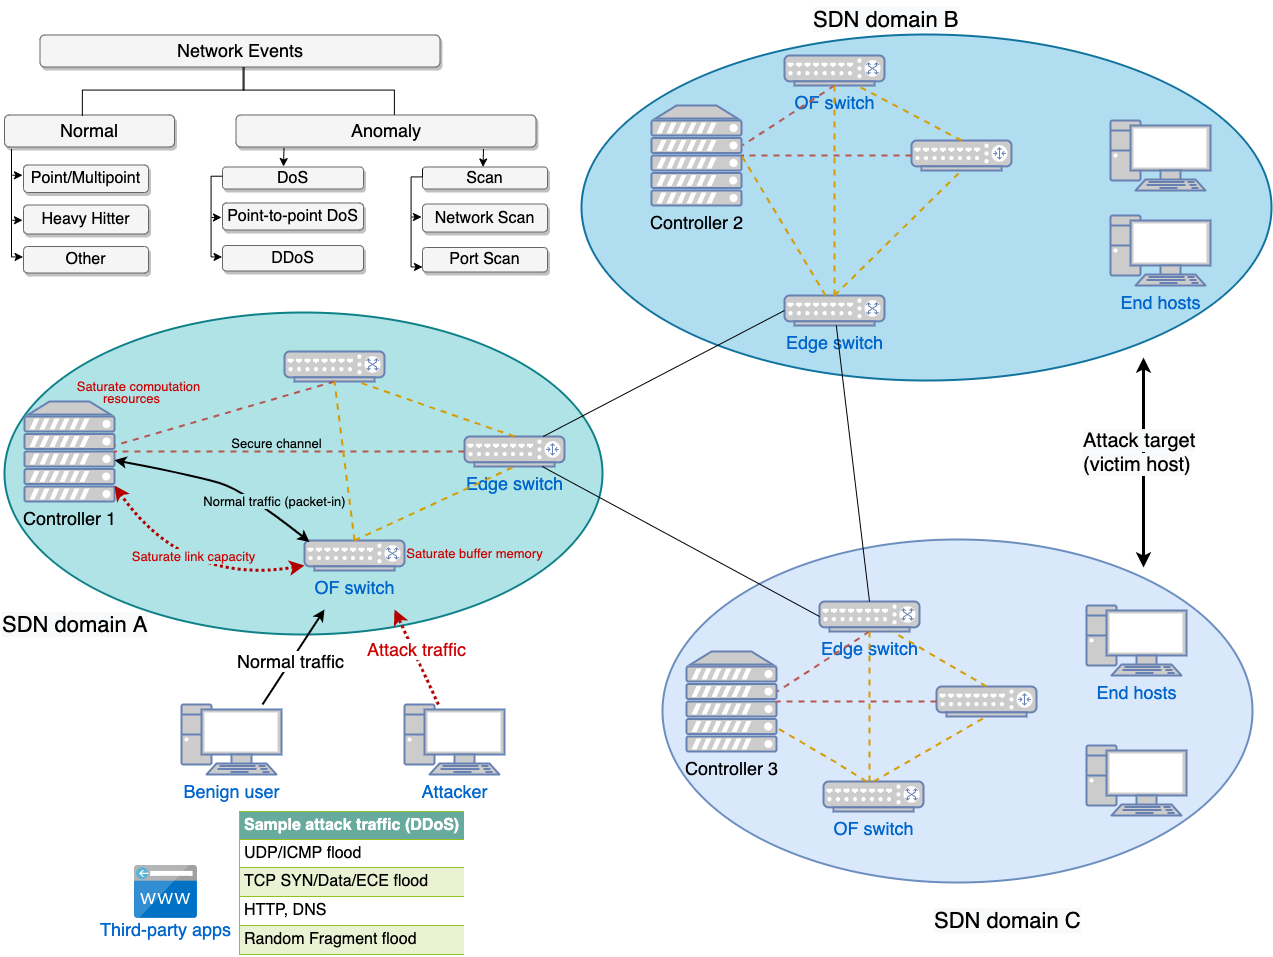 SDN domain B
Network Events
Normal
Anomaly
Point/Multipoint
Heavy Hitter
Other
DoS
Point-to-point DoS
DDoS
Scan
Network Scan
Port Scan
OF switch
Controller 2
End hosts
Edge switch
Saturate computation
resources
Secure channel
Edge switch
Normal traffic (packet-in)
Controller 1
Saturate link capacity
Saturate buffer memory
OF switch
SDN domain A
Attack target
(victim host)
Normal traffic
Attack traffic
Edge switch
End hosts
Controller 3
OF switch
Benign user
Attacker
Sample attack traffic (DDoS)
UDP/ICMP flood
TCP SYN/Data/ECE flood
HTTP, DNS
Random Fragment flood
WWW
Third-party apps
SDN domain C